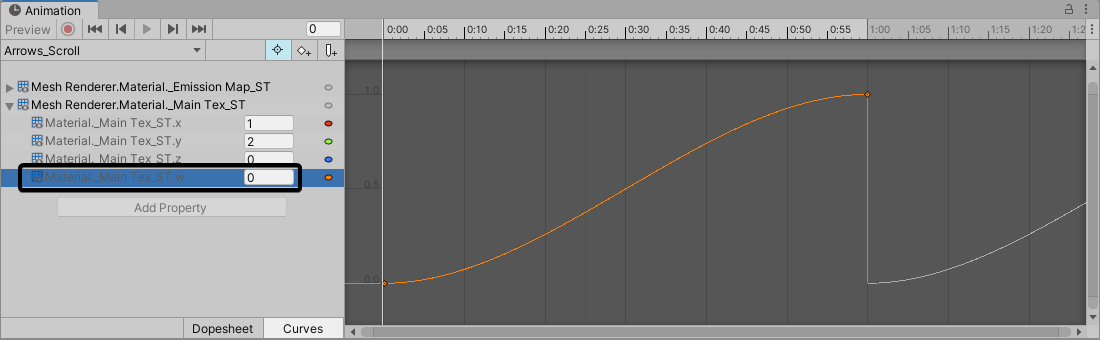 Animation
Preview 0
0:00 0:05 0:10 0:15 0:20 0:25 0:30 0:35 0:40 0:45 0:50 0:55 1:00 1:05 1:10 1:15 1:20
Arrows_Scroll
Mesh Renderer.Material._Emission Map_ST
Mesh Renderer.Material._Main Tex_ST
Material._Main Tex_ST.x 1
Material._Main Tex_ST.y 2
Material._Main Tex_ST.z 0
Material._Main Tex_ST.w 0
Add Property
1.0
0.5
0.0
Dopesheet Curves